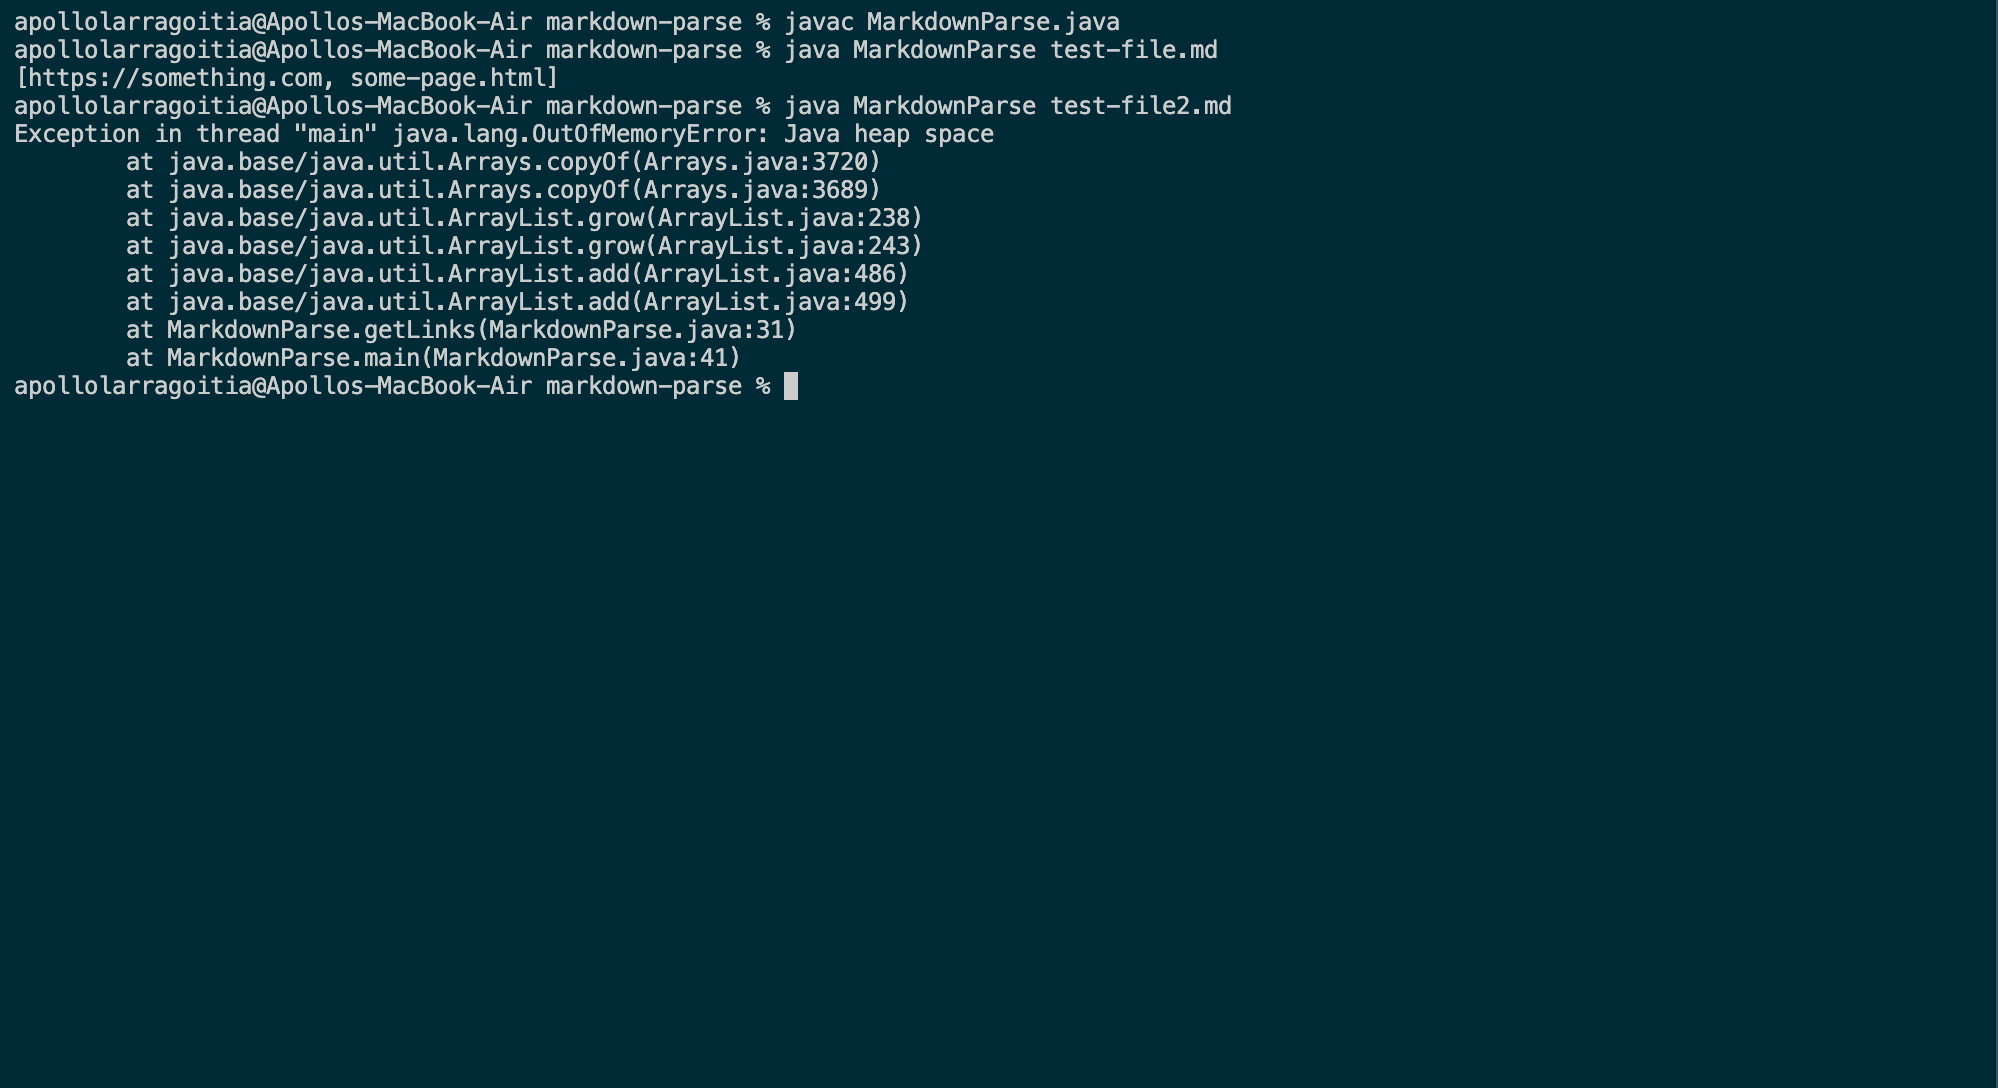 apollolarragoitia@Apollos-MacBook-Air markdown-parse % javac MarkdownParse.java
apollolarragoitia@Apollos-MacBook-Air markdown-parse % java MarkdownParse test-file.md
[https://something.com, some-page.html]
apollolarragoitia@Apollos-MacBook-Air markdown-parse % java MarkdownParse test-file2.md
Exception in thread "main" java.lang.OutOfMemoryError: Java heap space
        at java.base/java.util.Arrays.copyOf(Arrays.java:3720)
        at java.base/java.util.Arrays.copyOf(Arrays.java:3689)
        at java.base/java.util.ArrayList.grow(ArrayList.java:238)
        at java.base/java.util.ArrayList.grow(ArrayList.java:243)
        at java.base/java.util.ArrayList.add(ArrayList.java:486)
        at java.base/java.util.ArrayList.add(ArrayList.java:499)
        at MarkdownParse.getLinks(MarkdownParse.java:31)
        at MarkdownParse.main(MarkdownParse.java:41)
apollolarragoitia@Apollos-MacBook-Air markdown-parse %